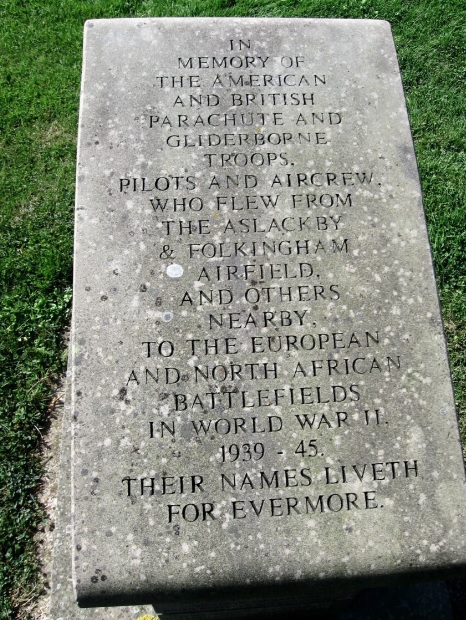 IN
MEMORY OF
THE AMERICAN
AND BRITISH
PARACHUTE AND
GLIDERBORNE
TROOPS,
PILOTS AND AIRCREW,
WHO FLEW FROM
THE ASLACKBY
& FOLKINGHAM
AIRFIELD,
AND OTHERS
NEARBY,
TO THE EUROPEAN
AND NORTH AFRICAN
BATTLEFIELDS
IN WORLD WAR II.
1939 - 45.
THEIR NAMES LIVETH
FOR EVERMORE.